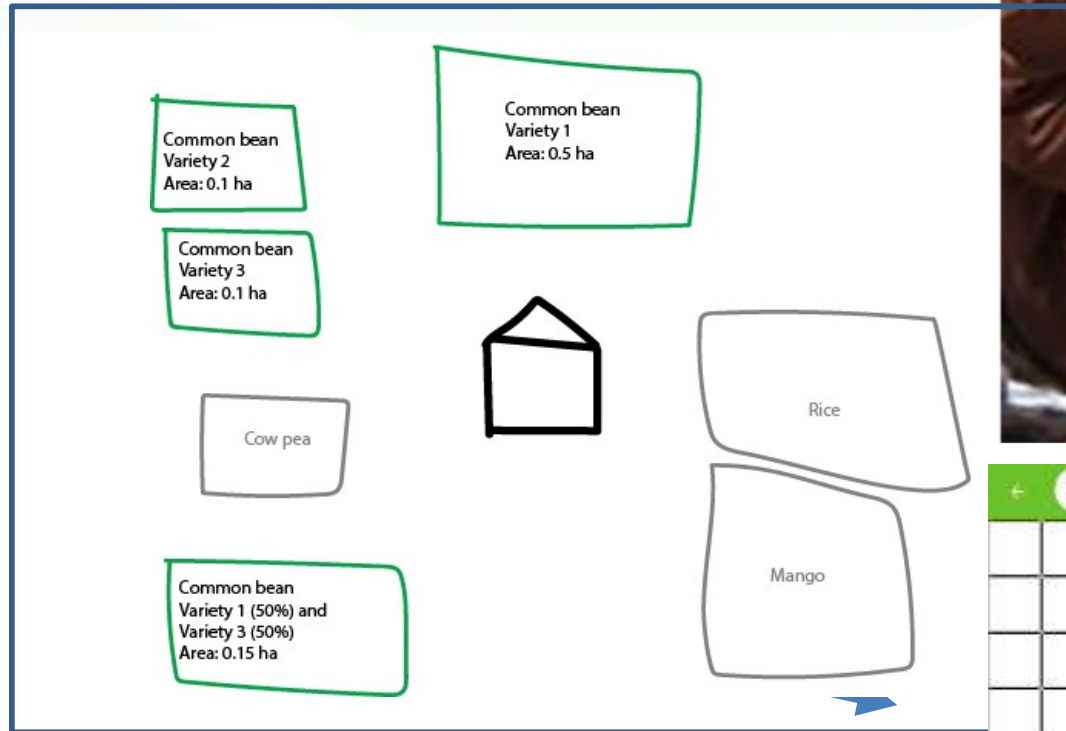 Common bean
Variety 1
Area: 0.5 ha
Common bean
Variety 2
Area: 0.1 ha
Common bean
Variety 3
Area: 0.1 ha
Cow pea
Rice
Mango
Common bean
Variety 1 (50%) and
Variety 3 (50%)
Area: 0.15 ha